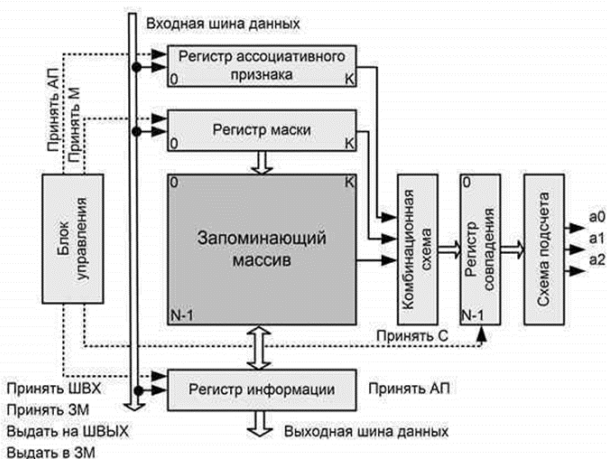 Входная шина данных
Регистр ассоциативного
признака
0
K
Принять АП
Принять М
Регистр маски
0
K
Блок
управления
0
K
Запоминающий
массив
N-1
Комбинационная
схема
0
Регистр
совпадения
N-1
Схема подсчета
a0
a1
a2
Принять С
Регистр информации
Принять АП
Принять ШВХ
Принять ЗМ
Выдать на ШВЫХ
Выдать в ЗМ
Выходная шина данных